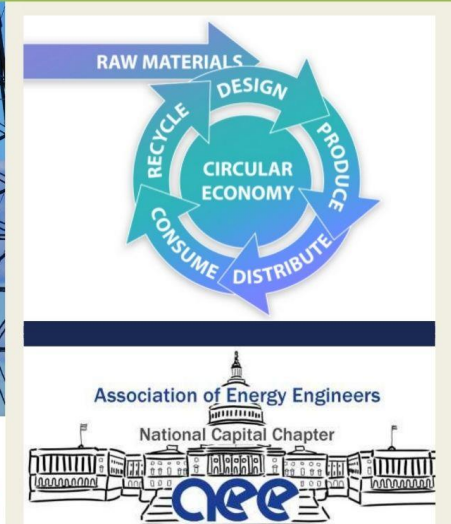 RAW MATERIALS
DESIGN
PRODUCE
DISTRIBUTE
CONSUME
RECYCLE
CIRCULAR
ECONOMY
Association of Energy Engineers
National Capital Chapter
aee